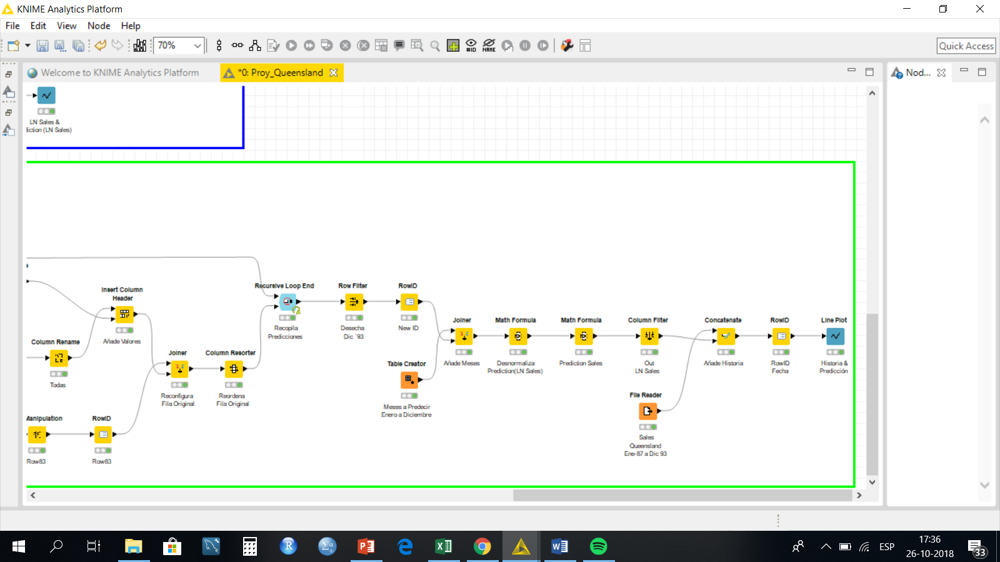 KNIME Analytics Platform
File Edit View Node Help
70%
#ID
NAME
Quick Access
Welcome to KNIME Analytics Platform
*0: Proy_Queensland
Nod...
LN Sales &
iction (LN Sales)
Recursive Loop End
Recopila
Predicciones
Row Filter
Desecha
Dic ´93
RowID
New ID
Insert Column
Header
Añade Valores
Column Rename
Todas
Joiner
Reconfigura
Fila Original
Column Resorter
Reordena
Fila Original
Manipulation
Row83
RowID
Row83
Table Creator
Meses a Predecir
Enero a Diciembre
Joiner
Añade Meses
Math Formula
Desnormaliza
Prediction(LN Sales)
Math Formula
Prediction Sales
Column Filter
Out
LN Sales
File Reader
Sales
Queensland
Ene-87 a Dic 93
Concatenate
Añade Historia
RowID
RowID
Fecha
Line Plot
Historia &
Predicción
ESP
17:36
26-10-2018
33